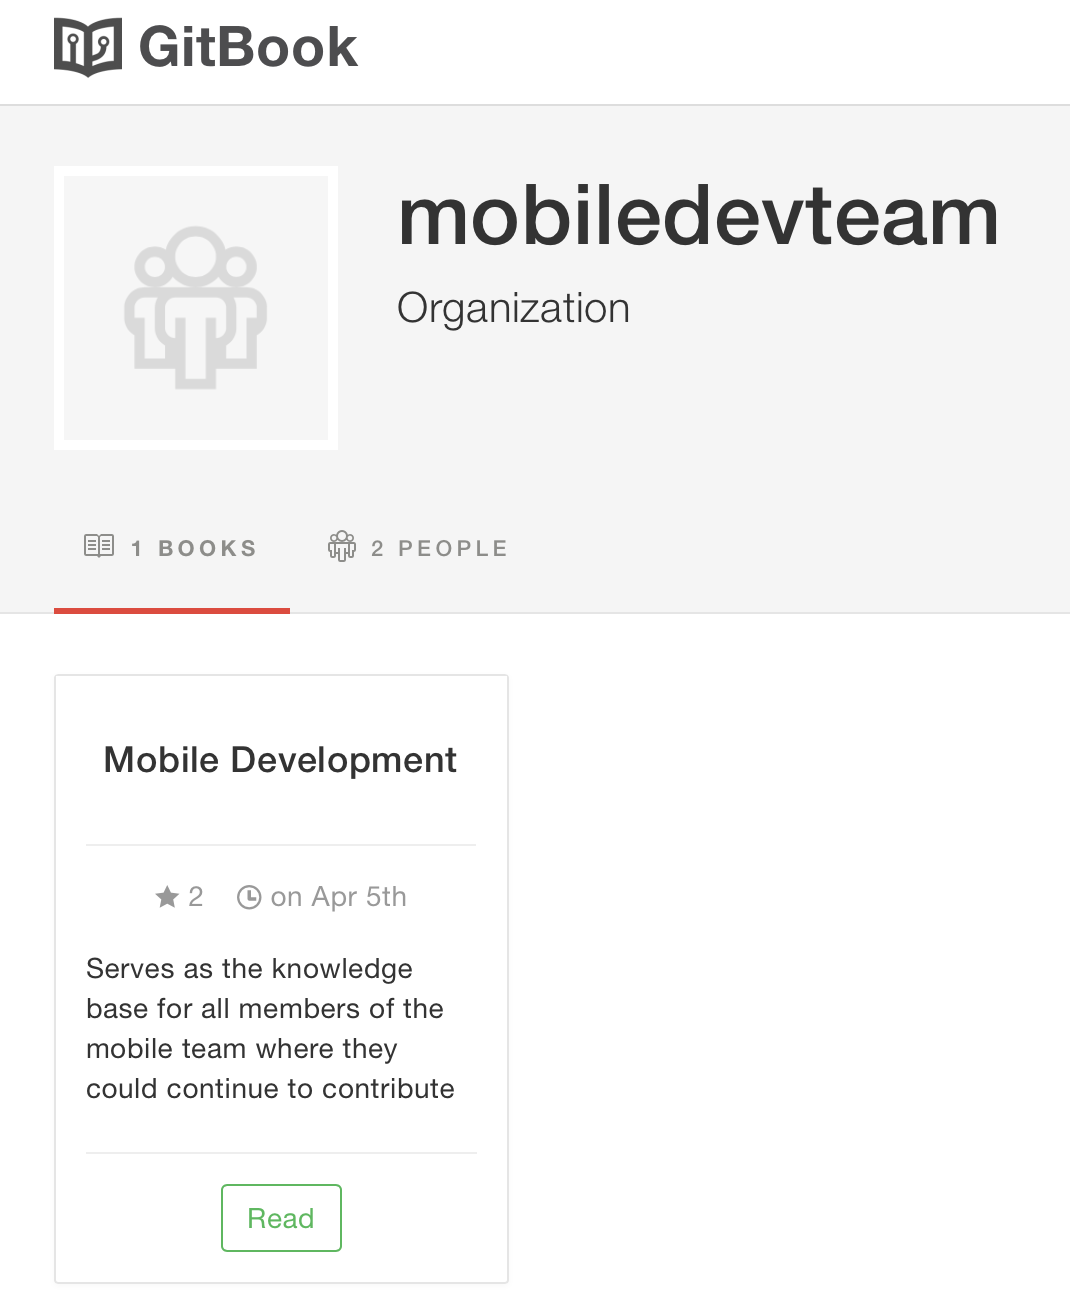 GitBook
mobiledevteam
Organization
1 BOOKS
2 PEOPLE
Mobile Development
2 on Apr 5th
Serves as the knowledge
base for all members of the
mobile team where they
could continue to contribute
Read